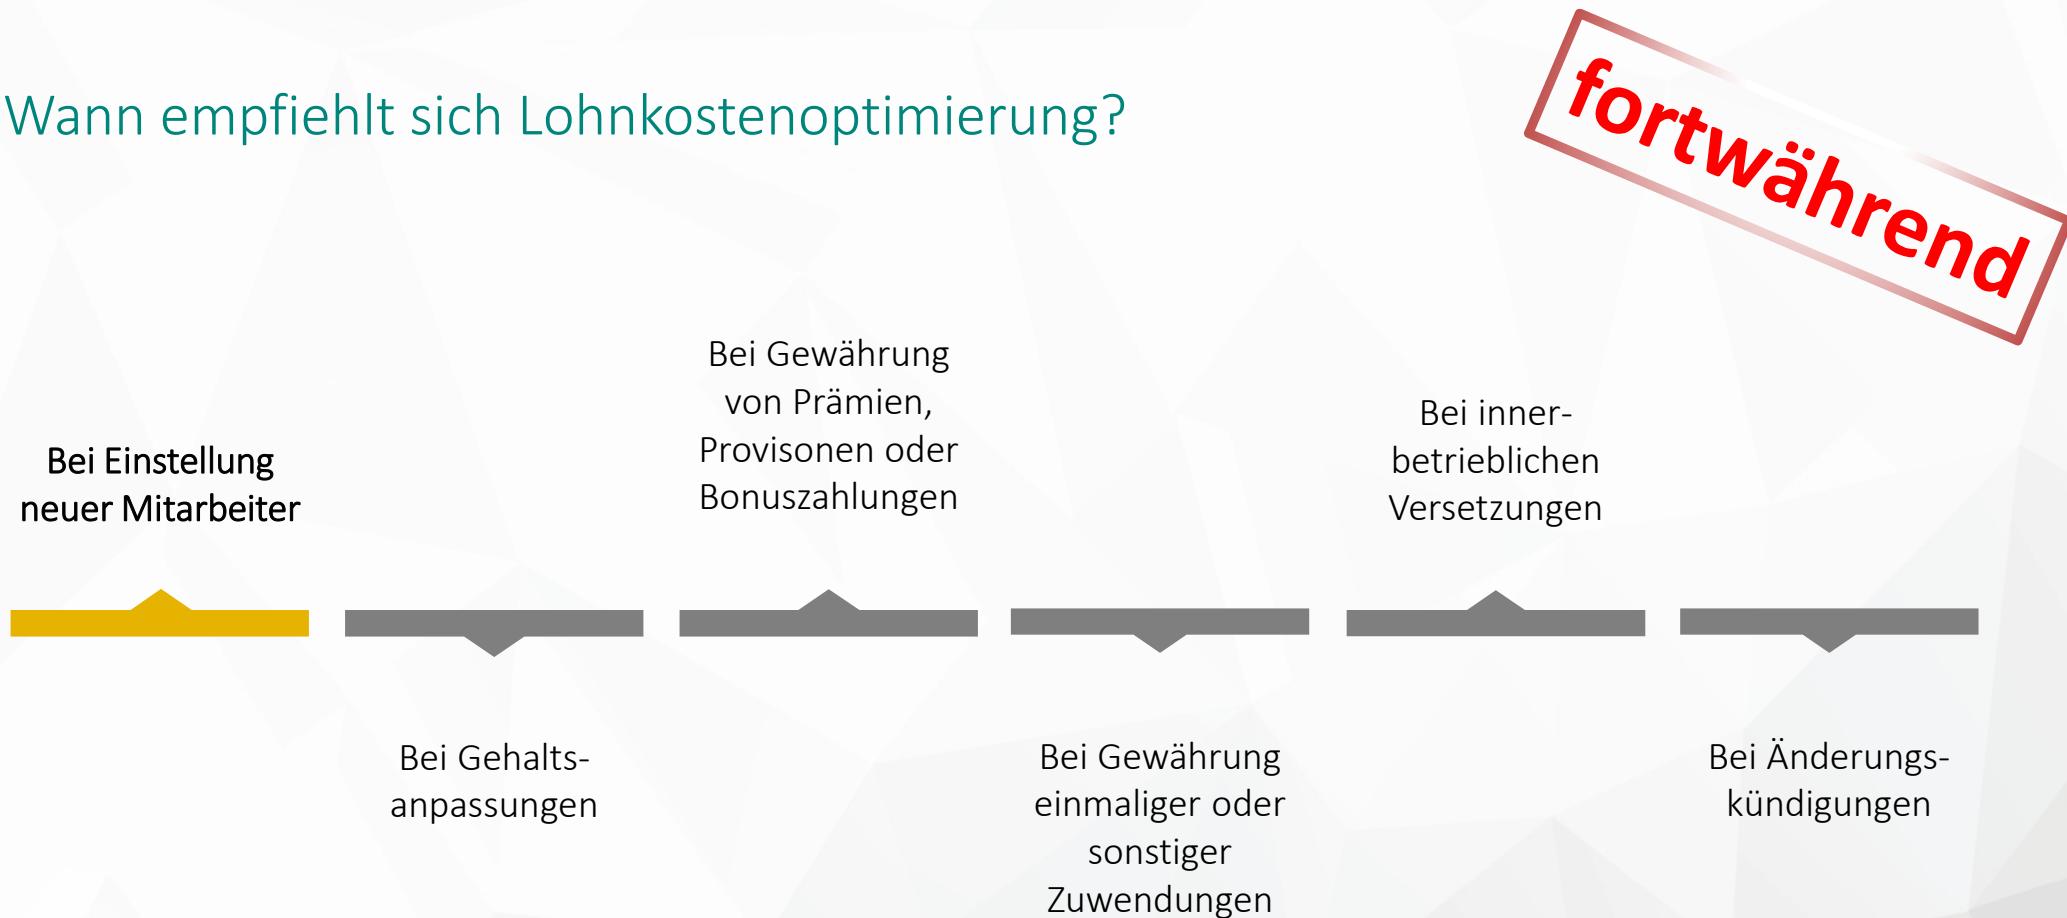 Wann empfiehlt sich Lohnkostenoptimierung?
fortwährend
Bei Einstellung
neuer Mitarbeiter
Bei Gehalts-
anpassungen
Bei Gewährung
von Prämien,
Provisonen oder
Bonuszahlungen
Bei Gewährung
einmaliger oder
sonstiger
Zuwendungen
Bei inner-
betrieblichen
Versetzungen
Bei Änderungs-
kündigungen